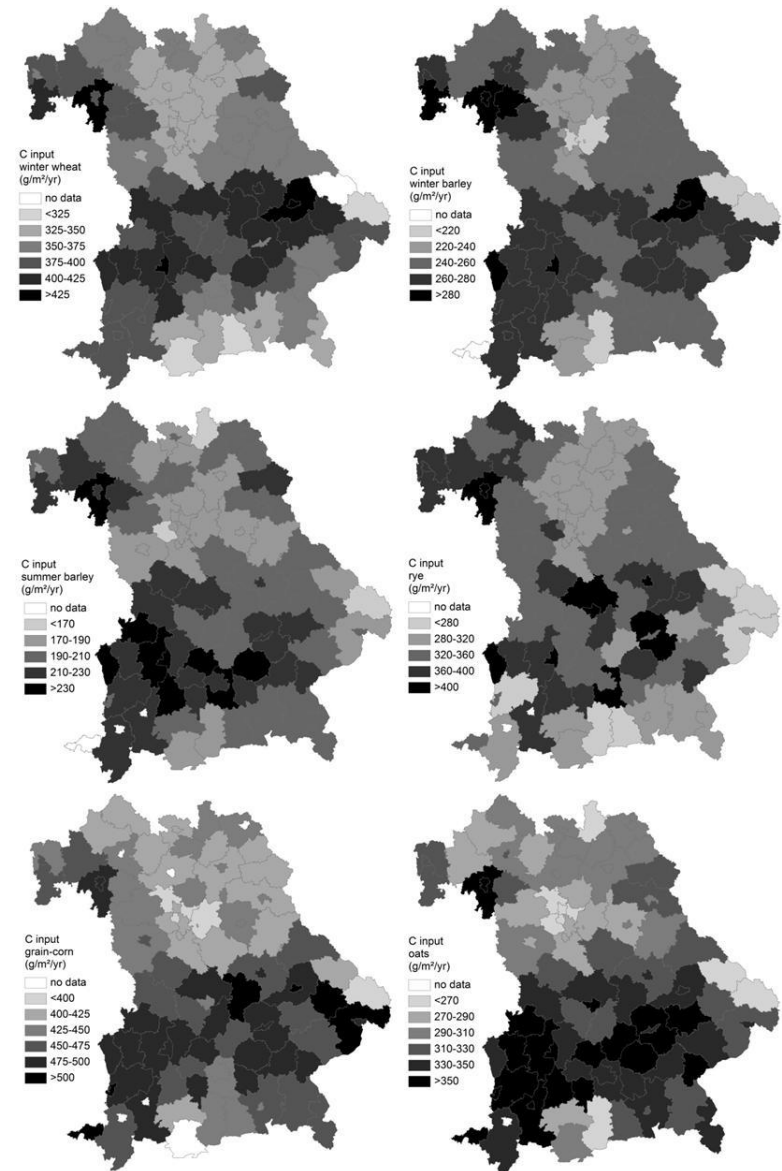 C input
winter wheat
(g/m²/yr)
no data
<325
325-350
350-375
375-400
400-425
>425
C input
winter barley
(g/m²/yr)
no data
<220
220-240
240-260
260-280
>280
C input
summer barley
(g/m²/yr)
no data
<170
170-190
190-210
210-230
>230
C input
rye
(g/m²/yr)
no data
<280
280-320
320-360
360-400
>400
C input
grain-corn
(g/m²/yr)
no data
<400
400-425
425-450
450-475
475-500
>500
C input
oats
(g/m²/yr)
no data
<270
270-290
290-310
310-330
330-350
>350